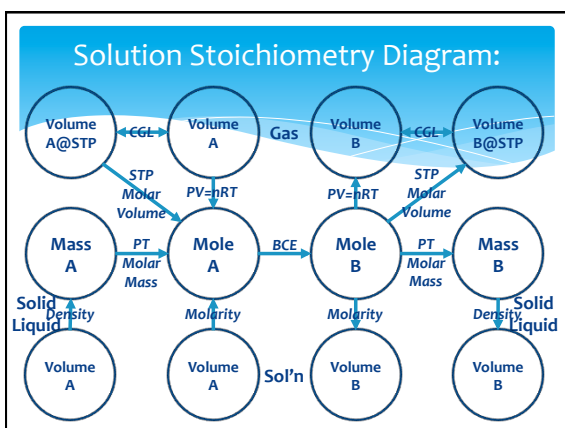 Solution Stoichiometry Diagram:
Volume
A@STP
CGL
Volume
A
Gas
Volume
B
CGL
Volume
B@STP
STP
Molar
Volume
PV=nRT
PV=nRT
STP
Molar
Volume
Mass
A
PT
Molar
Mass
Mole
A
BCE
Mole
B
PT
Molar
Mass
Mass
B
Solid
Liquid
Density
Molarity
Molarity
Density
Solid
Liquid
Volume
A
Volume
A
Sol'n
Volume
B
Volume
B